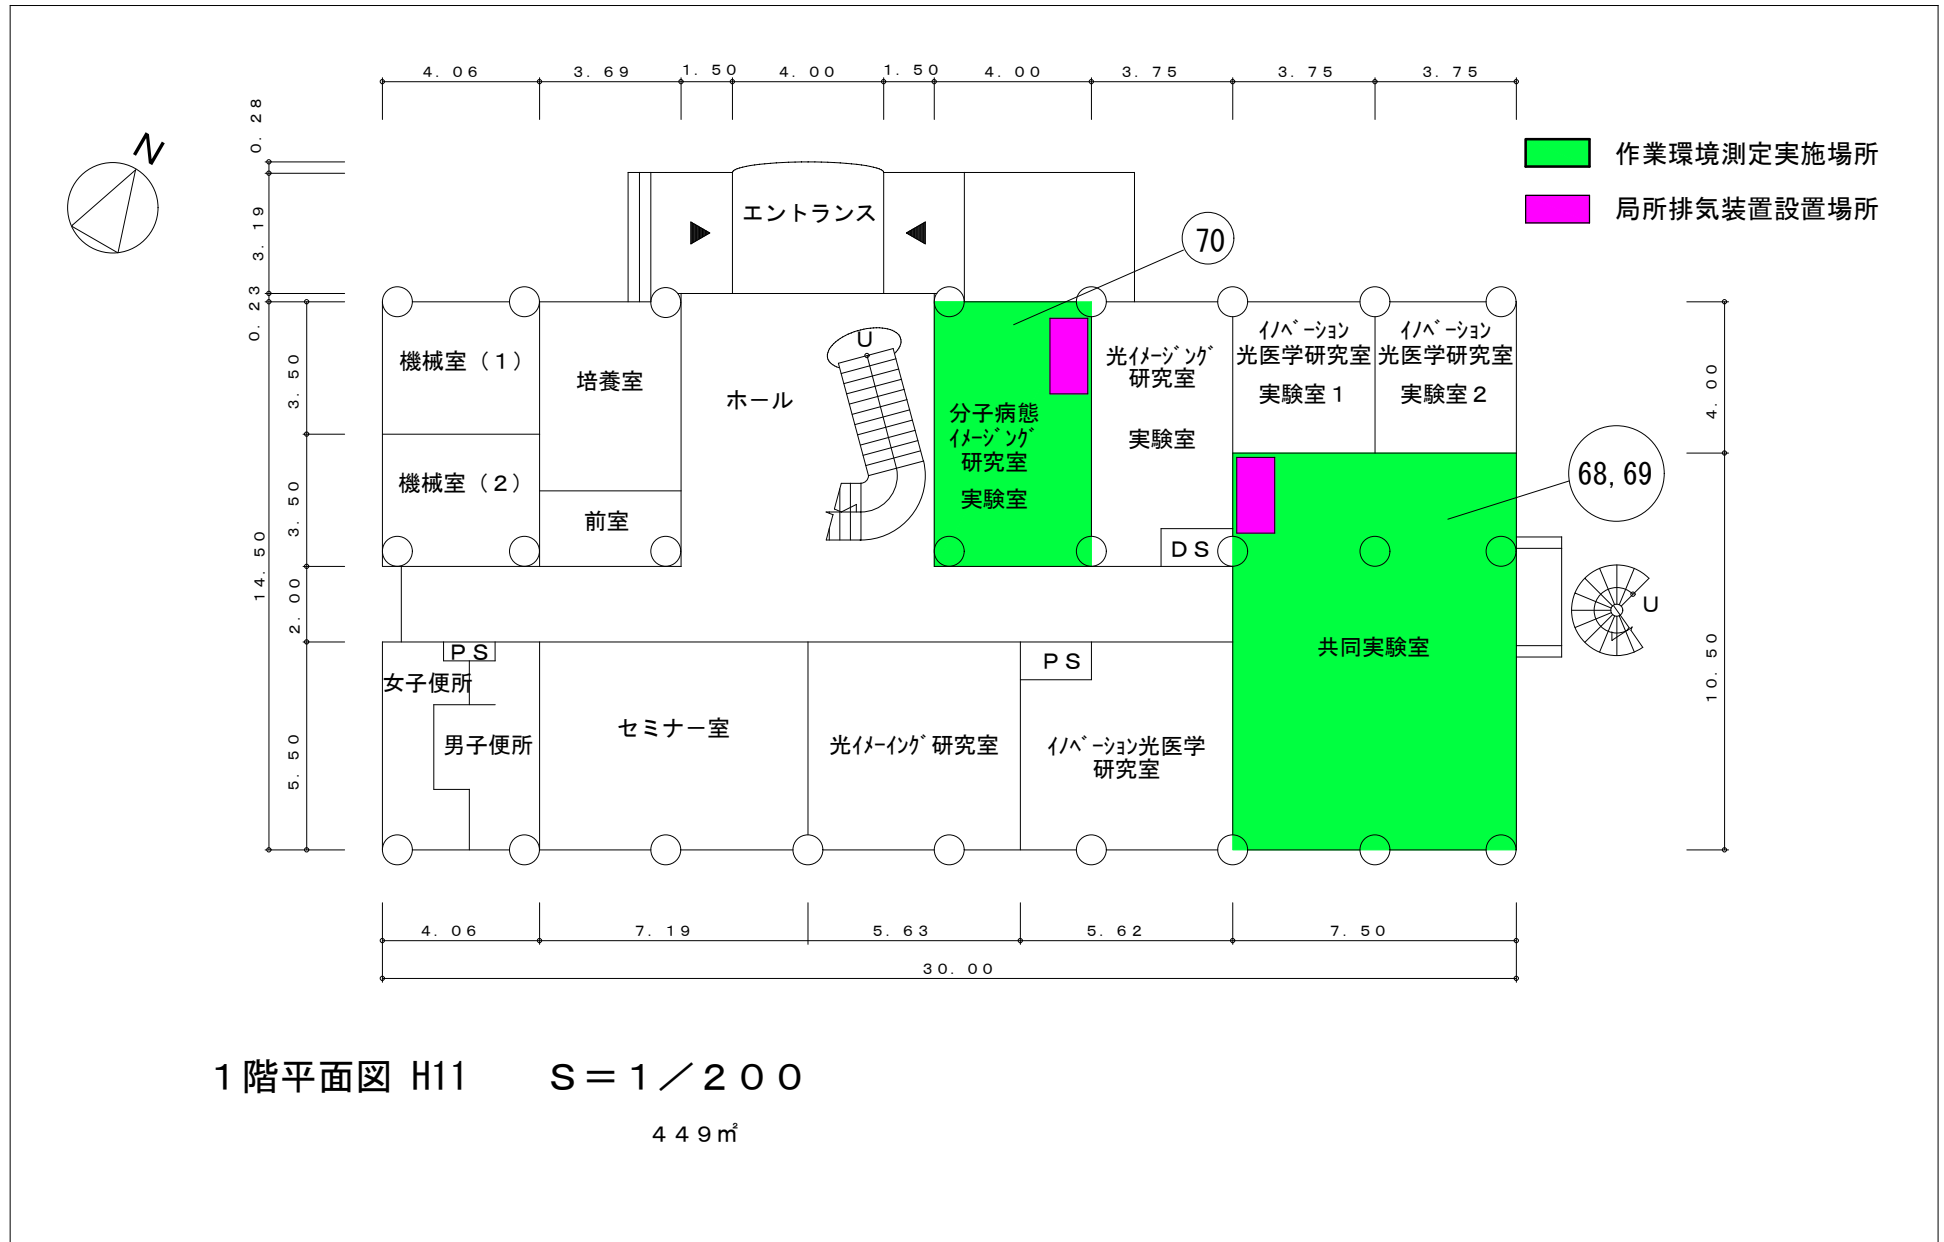 4.06
3.69
1.50
4.00
1.50
4.00
3.75
3.75
3.75
0.28
3.19
0.23
N
作業環境測定実施場所
局所排気装置設置場所
エントランス
70
機械室（１）
培養室
ホール
U
分子病態
ｲﾒｰｼﾞﾝｸﾞ
研究室
実験室
光ｲﾒｰｼﾞﾝｸﾞ
研究室
実験室
ｲﾉﾍﾞｰｼｮﾝ
光医学研究室
実験室１
ｲﾉﾍﾞｰｼｮﾝ
光医学研究室
実験室２
3.50
4.00
機械室（２）
前室
DS
68,69
3.50
14.50
2.00
U
共同実験室
10.50
PS
女子便所
男子便所
セミナー室
光ｲﾒｰｲﾝｸﾞ研究室
PS
ｲﾉﾍﾞｰｼｮﾝ光医学
研究室
5.50
4.06
7.19
5.63
5.62
7.50
30.00
１階平面図 H11 Ｓ＝１／２００
４４９㎡